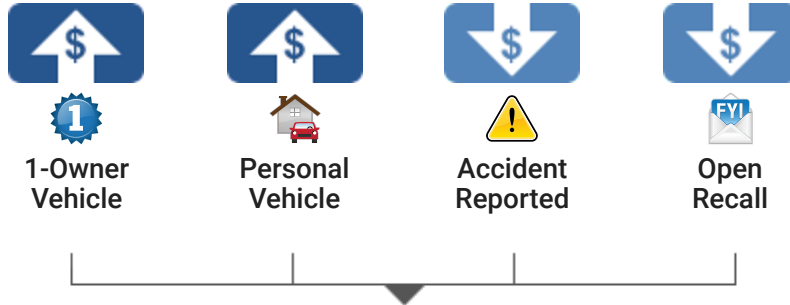 $ $ $ $
1 FYI
1-Owner Personal Accident Open
Vehicle Vehicle Reported Recall